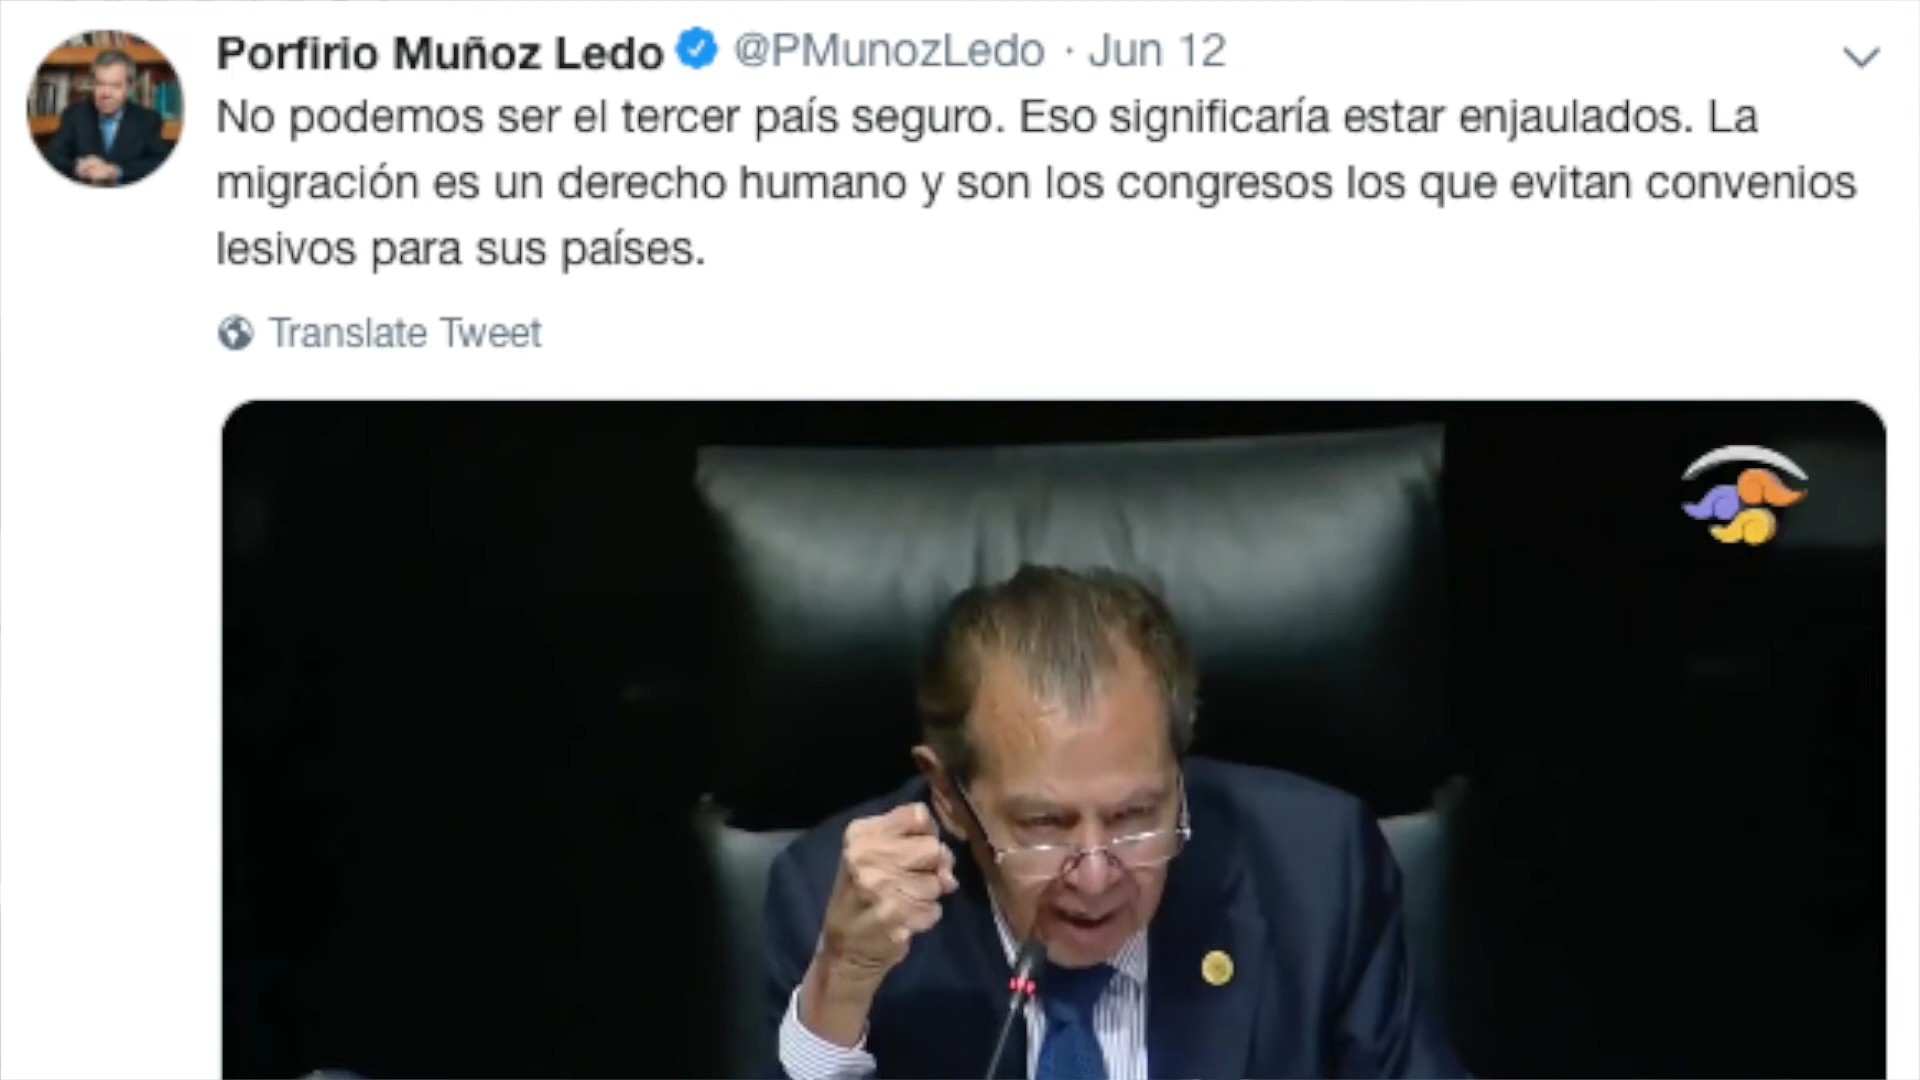 Porfirio Muñoz Ledo @PMunozLedo · Jun 12
No podemos ser el tercer país seguro. Eso significaría estar enjaulados. La
migración es un derecho humano y son los congresos los que evitan convenios
lesivos para sus países.
Translate Tweet